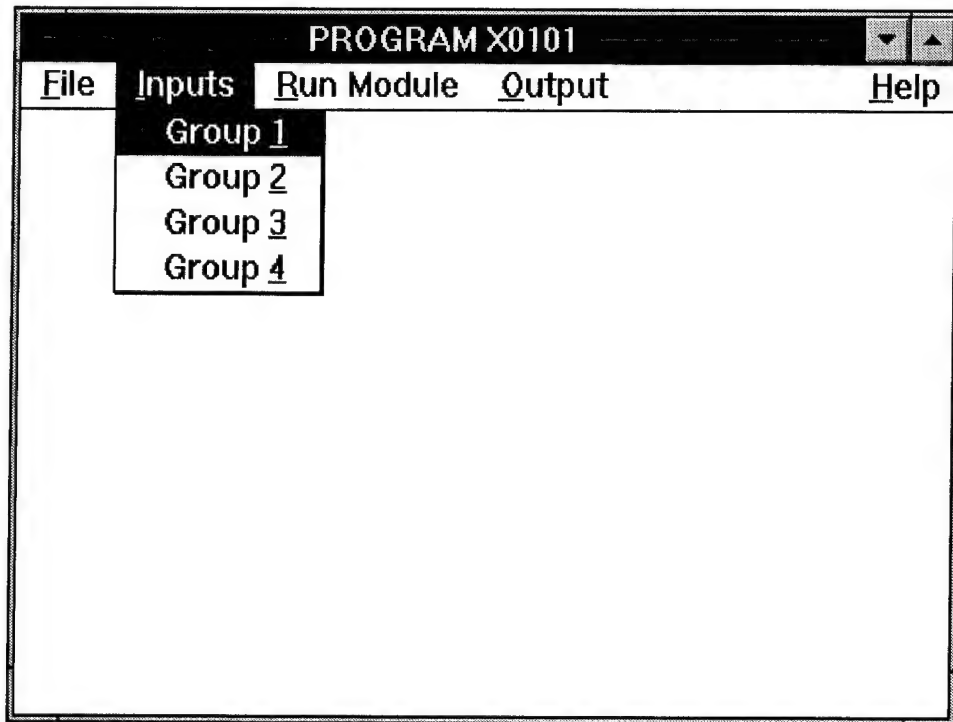 PROGRAM X0101
File Inputs Run Module Output Help
Group 1
Group 2
Group 3
Group 4